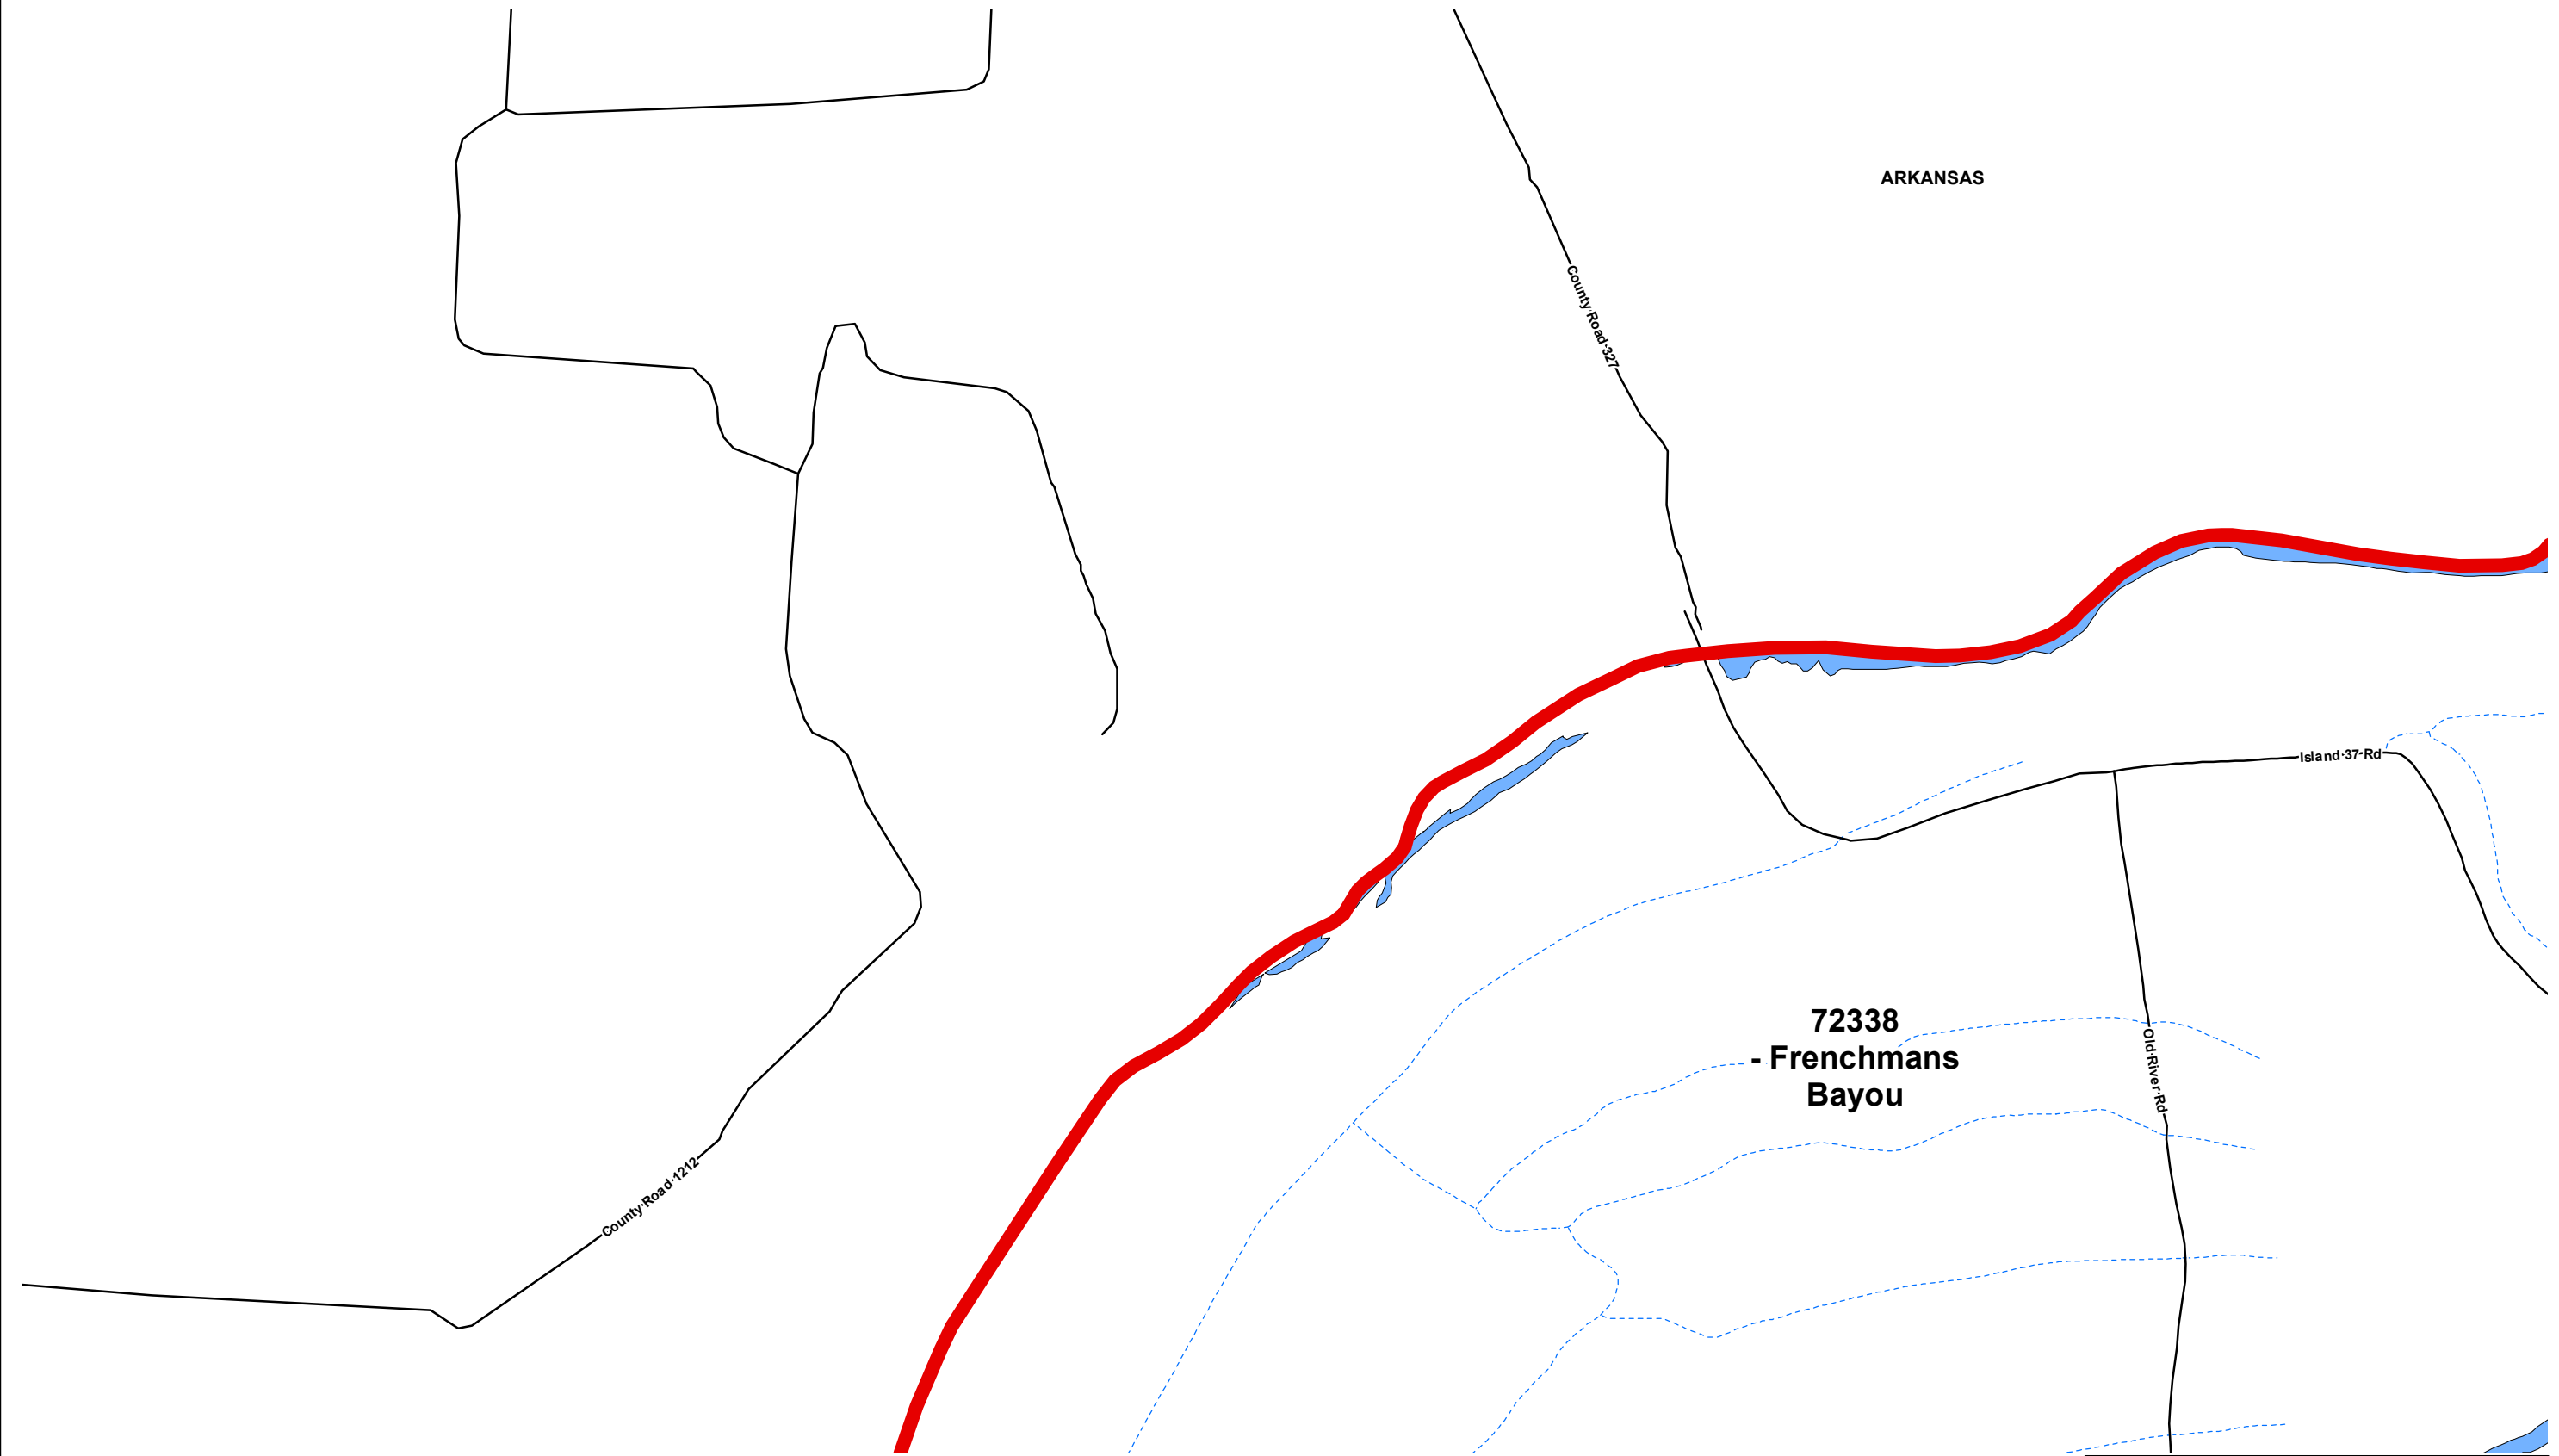 ARKANSAS
County Road 327
Island 37 Rd
72338
- Frenchmans
Bayou
Old River Rd
County Road 1212